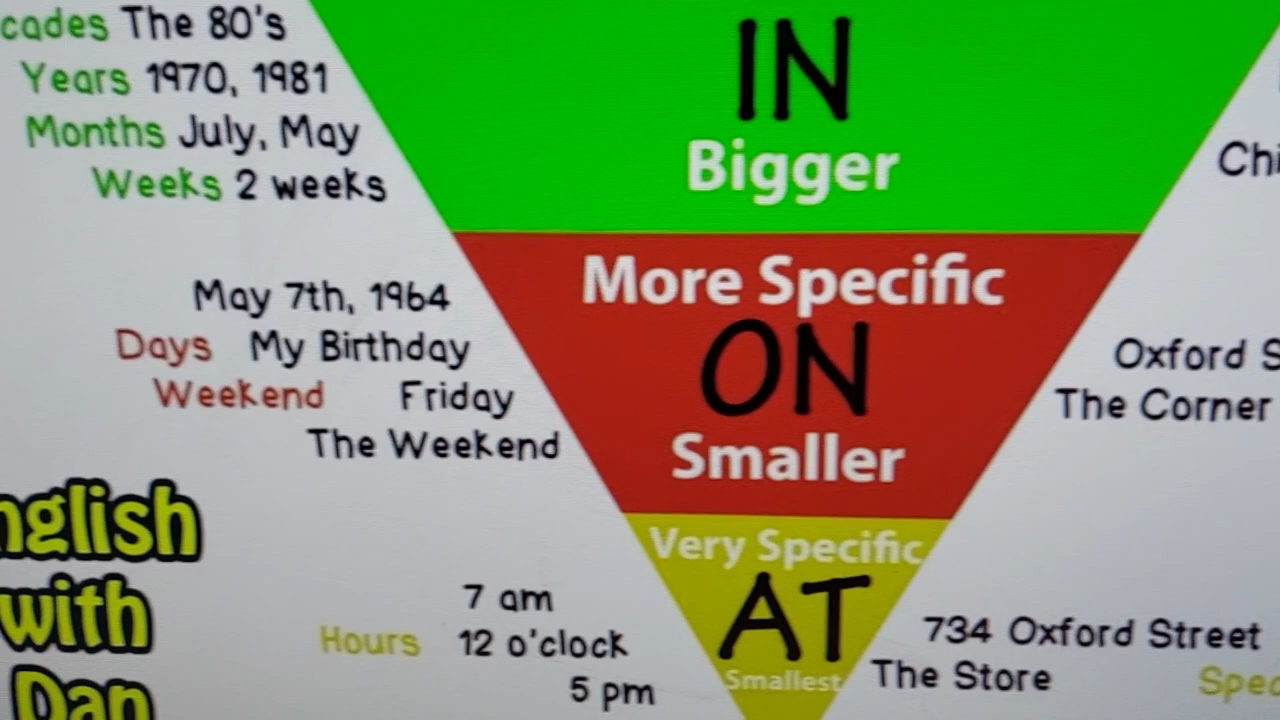 cades The 80's
Years 1970, 1981
Months July, May
Weeks 2 weeks
IN
Bigger
Chi
More Specific
ON
Smaller
May 7th, 1964
Days My Birthday
Weekend Friday
The Weekend
Oxford S
The Corner
nglish
with
Dan
Very Specific
AT
Smallest
7 am
Hours 12 o'clock
5 pm
734 Oxford Street
The Store
Spec